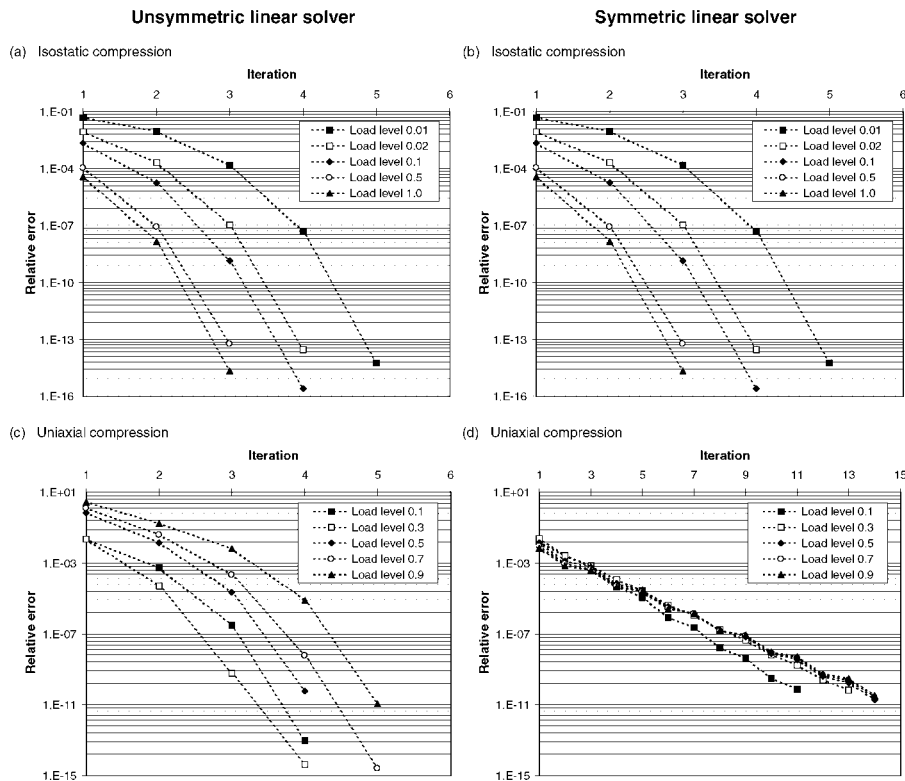 Unsymmetric linear solver
Symmetric linear solver
(a) Isostatic compression
Iteration
1 2 3 4 5 6
1,E-01
1,E-04
1,E-07
1,E-10
1,E-13
1,E-16
Relative error
Load level 0.01
Load level 0.02
Load level 0.1
Load level 0.5
Load level 1.0
(b) Isostatic compression
Iteration
1 2 3 4 5 6
1,E-01
1,E-04
1,E-07
1,E-10
1,E-13
1,E-16
Relative error
Load level 0.01
Load level 0.02
Load level 0.1
Load level 0.5
Load level 1.0
(c) Uniaxial compression
Iteration
1 2 3 4 5 6
1,E+01
1,E-03
1,E-07
1,E-11
1,E-15
Relative error
Load level 0.1
Load level 0.3
Load level 0.5
Load level 0.7
Load level 0.9
(d) Uniaxial compression
Iteration
1 3 5 7 9 11 13 15
1,E+01
1,E-03
1,E-07
1,E-11
1,E-15
Relative error
Load level 0.1
Load level 0.3
Load level 0.5
Load level 0.7
Load level 0.9